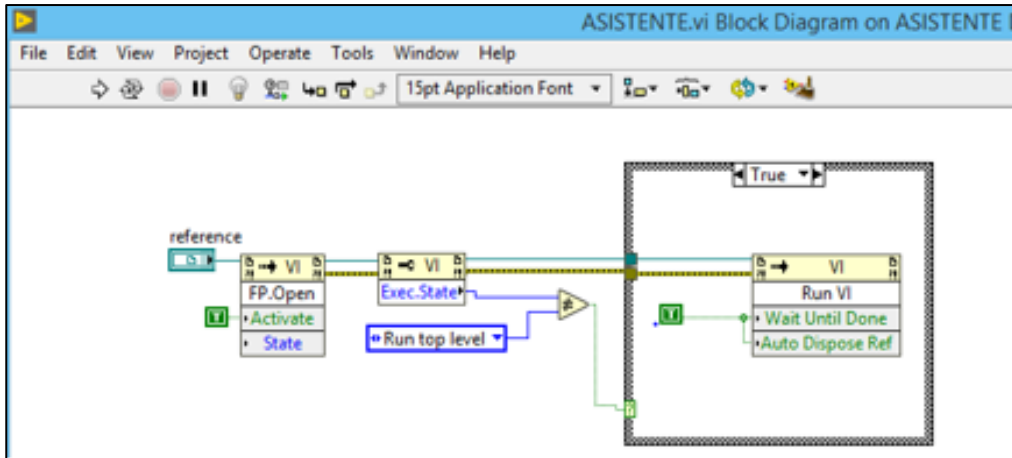 ASISTENTE.vi Block Diagram on ASISTENTE
File Edit View Project Operate Tools Window Help
15pt Application Font
True
reference
VI
FP.Open
Activate
State
T
VI
Exec.State
Run top level
VI
Run VI
Wait Until Done
Auto Dispose Ref
T
?